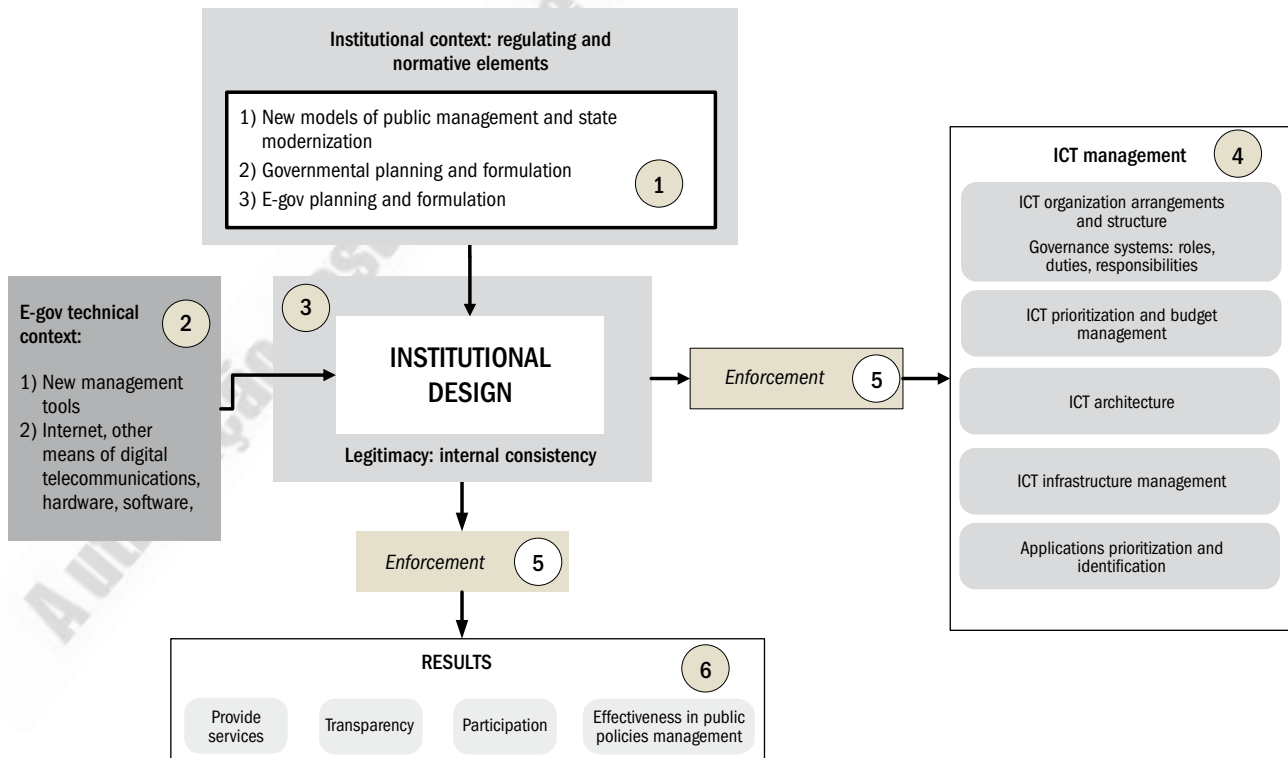 Institutional context: regulating and
normative elements
1) New models of public management and state
modernization
2) Governmental planning and formulation
3) E-gov planning and formulation
1
E-gov technical
context:
2
1) New management
tools
2) Internet, other
means of digital
telecommunications,
hardware, software,
3
INSTITUTIONAL
DESIGN
Legitimacy: internal consistency
Enforcement 5
ICT management 4
ICT organization arrangements
and structure
Governance systems: roles,
duties, responsibilities
ICT prioritization and budget
management
ICT architecture
ICT infrastructure management
Applications prioritization and
identification
Enforcement 5
RESULTS 6
Provide
services
Transparency
Participation
Effectiveness in public
policies management